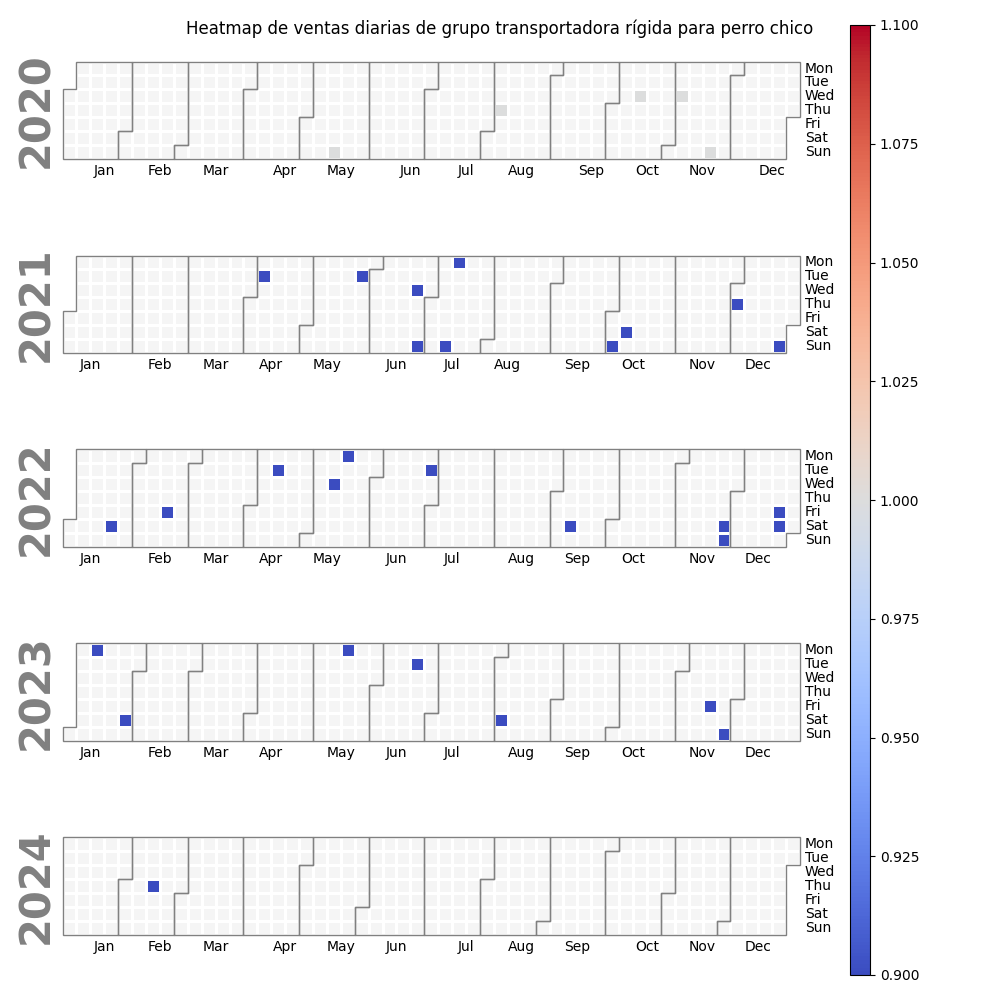 Heatmap de ventas diarias de grupo transportadora rígida para perro chico
2020
Mon
Tue
Wed
Thu
Fri
Sat
Sun
Jan Feb Mar Apr May Jun Jul Aug Sep Oct Nov Dec
2021
Mon
Tue
Wed
Thu
Fri
Sat
Sun
Jan Feb Mar Apr May Jun Jul Aug Sep Oct Nov Dec
2022
Mon
Tue
Wed
Thu
Fri
Sat
Sun
Jan Feb Mar Apr May Jun Jul Aug Sep Oct Nov Dec
2023
Mon
Tue
Wed
Thu
Fri
Sat
Sun
Jan Feb Mar Apr May Jun Jul Aug Sep Oct Nov Dec
2024
Mon
Tue
Wed
Thu
Fri
Sat
Sun
Jan Feb Mar Apr May Jun Jul Aug Sep Oct Nov Dec
1.100
1.075
1.050
1.025
1.000
0.975
0.950
0.925
0.900